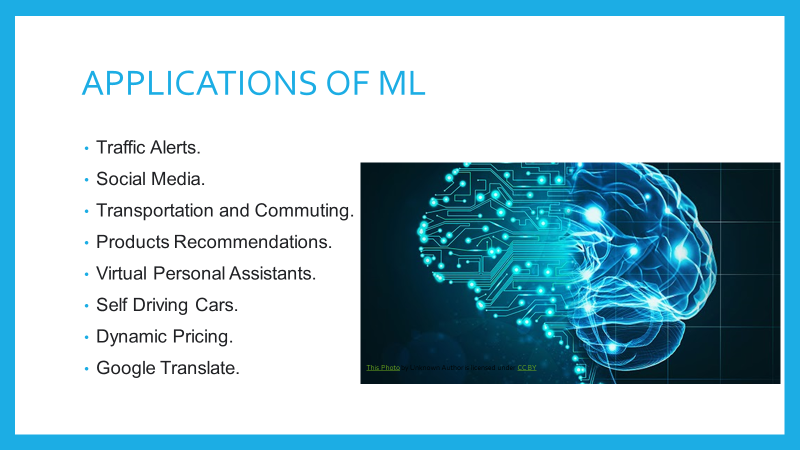 APPLICATIONS OF ML
• Traffic Alerts.
• Social Media.
• Transportation and Commuting.
• Products Recommendations.
• Virtual Personal Assistants.
• Self Driving Cars.
• Dynamic Pricing.
• Google Translate.
This Photo by Unknown Author is licensed under CC BY